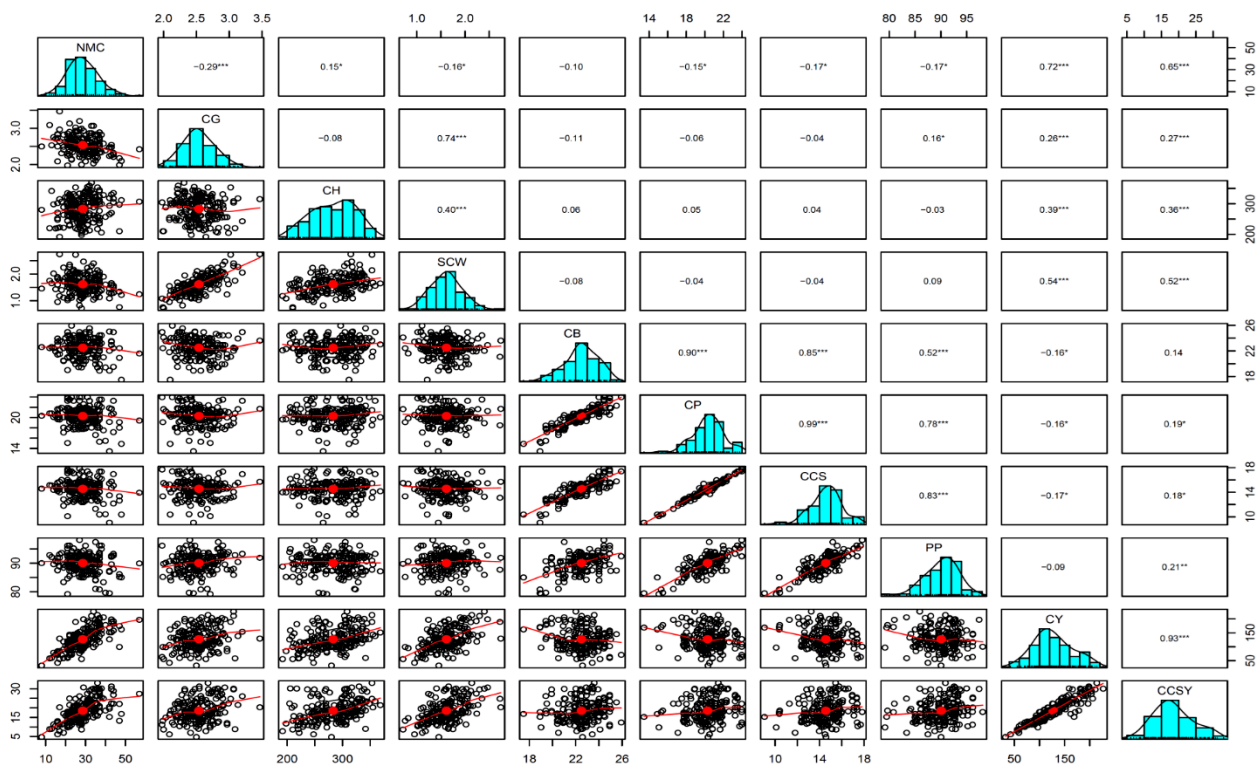 2.0 2.5 3.0 3.5 1.0 2.0 14 18 22 80 85 90 95 5 15 25
NMC −0.29*** 0.15* −0.16* −0.10 −0.15* −0.17* −0.17* 0.72*** 0.65*** 10 30 50
2.0 3.0 CG −0.08 0.74*** −0.11 −0.06 −0.04 0.16* 0.26*** 0.27***
CH 0.40*** 0.06 0.05 0.04 −0.03 0.39*** 0.36*** 200 300
1.0 2.0 SCW −0.08 −0.04 −0.04 0.09 0.54*** 0.52***
CB 0.90*** 0.85*** 0.52*** −0.16* 0.14 18 22 26
14 20 CP 0.99*** 0.78*** −0.16* 0.19*
CCS 0.83*** −0.17* 0.18* 10 14 18
80 90 PP −0.09 0.21**
CY 0.93*** 50 150
5 15 30 CCSY
10 20 30 40 50 200 300 18 20 22 24 26 10 12 14 16 18 50 150